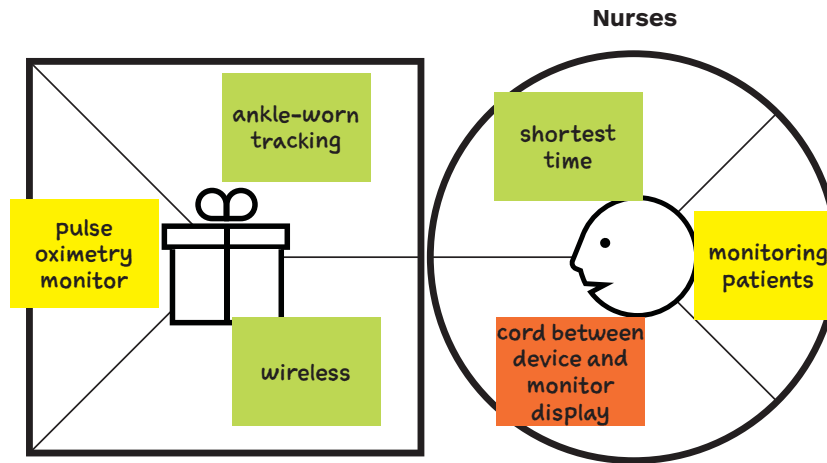 Nurses
ankle-worn
tracking
pulse
oximetry
monitor
wireless
shortest
time
monitoring
patients
cord between
device and
monitor
display